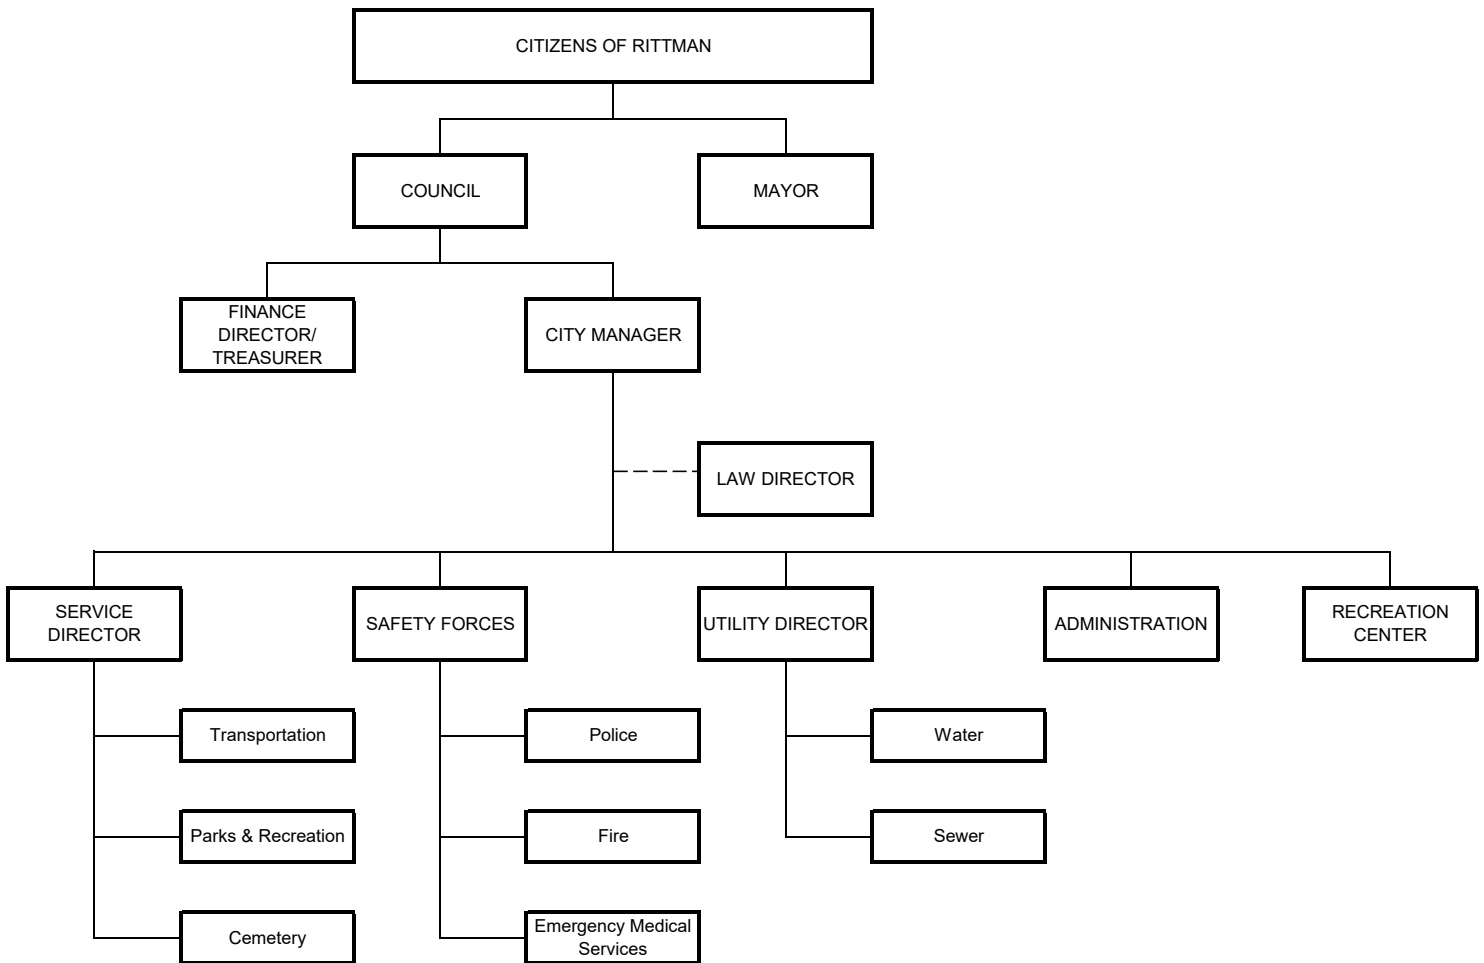 CITIZENS OF RITTMAN
COUNCIL
MAYOR
FINANCE
DIRECTOR/
TREASURER
CITY MANAGER
LAW DIRECTOR
SERVICE
DIRECTOR
SAFETY FORCES
UTILITY DIRECTOR
ADMINISTRATION
RECREATION
CENTER
Transportation
Police
Water
Parks & Recreation
Fire
Sewer
Cemetery
Emergency Medical
Services